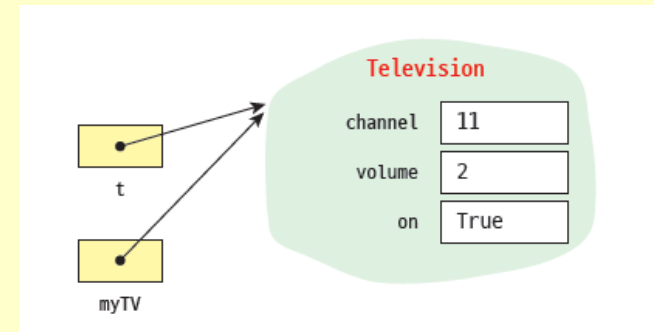 Television
channel 11
volume 2
on True
t
myTV